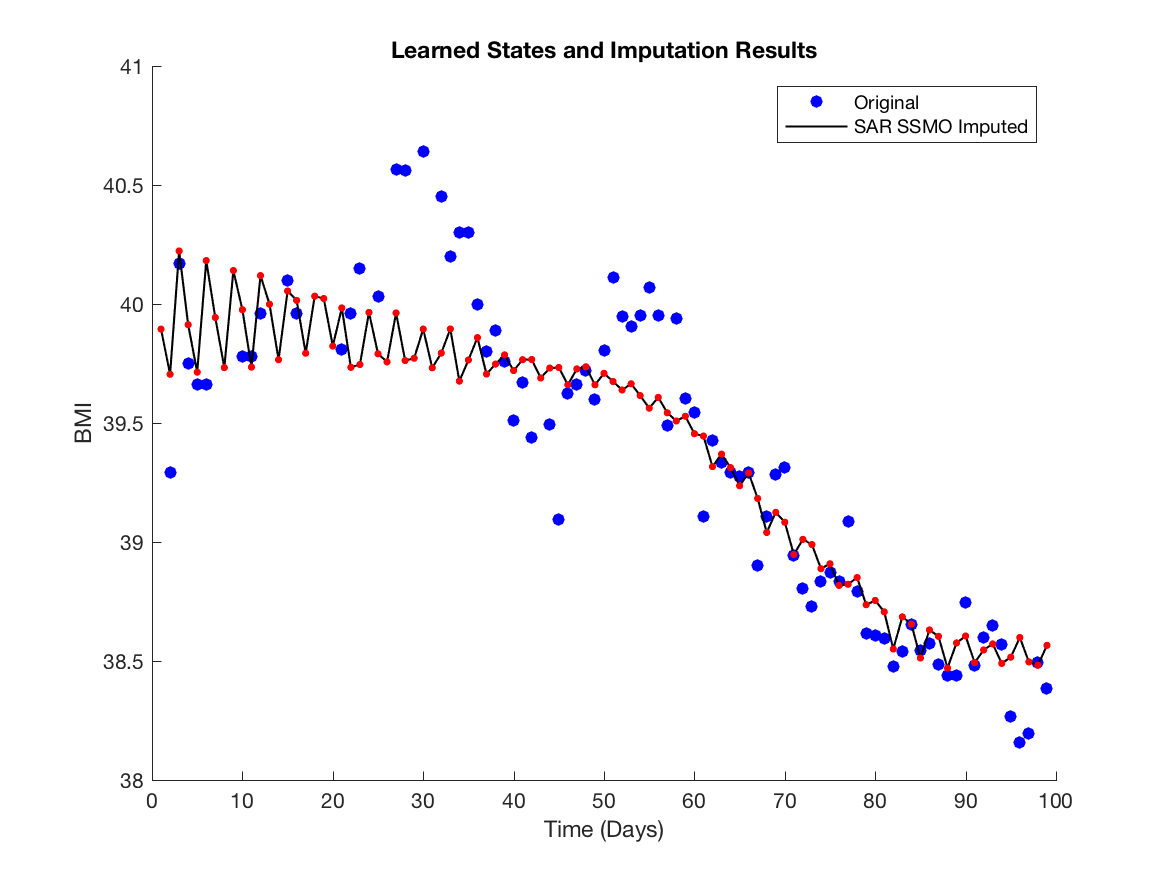 Learned States and Imputation Results
Original
SAR SSMO Imputed
BMI
41
40.5
40
39.5
39
38.5
38
0 10 20 30 40 50 60 70 80 90 100
Time (Days)